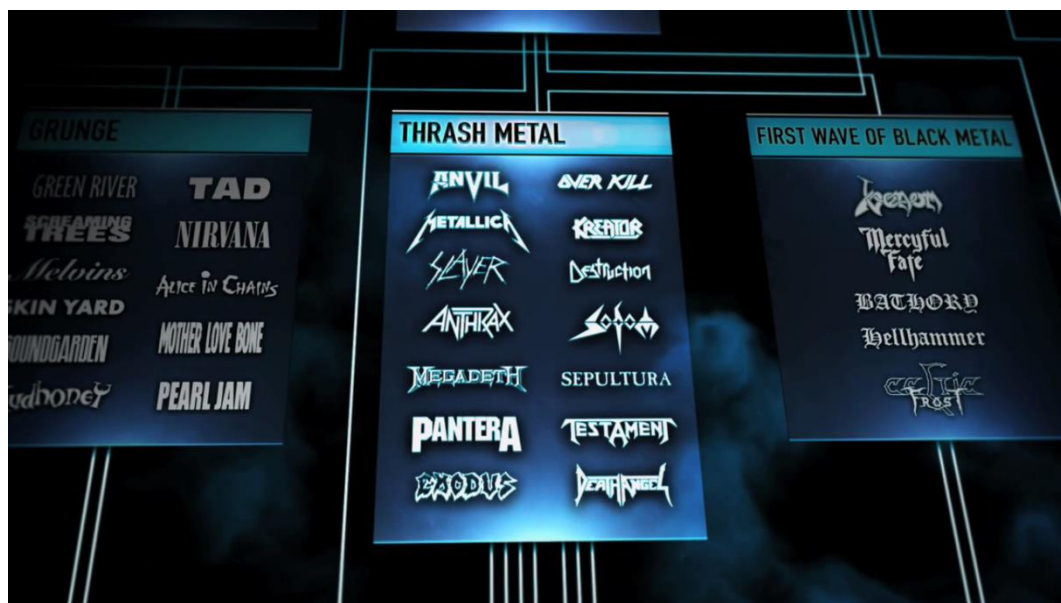 GRUNGE
GREEN RIVER
SCREAMING TREES
Melvins
SKIN YARD
SOUNDGARDEN
mudhoney
TAD
NIRVANA
ALICE IN CHAINS
MOTHER LOVE BONE
PEARL JAM
THRASH METAL
ANVIL
METALLICA
SLAYER
ANTHRAX
MEGADETH
PANTERA
EXODUS
OVER KILL
KREATOR
Destruction
SODOM
SEPULTURA
TESTAMENT
DEATH ANGEL
FIRST WAVE OF BLACK METAL
Venom
Mercyful
Fate
BATHORY
Hellhammer
celtic
FROST